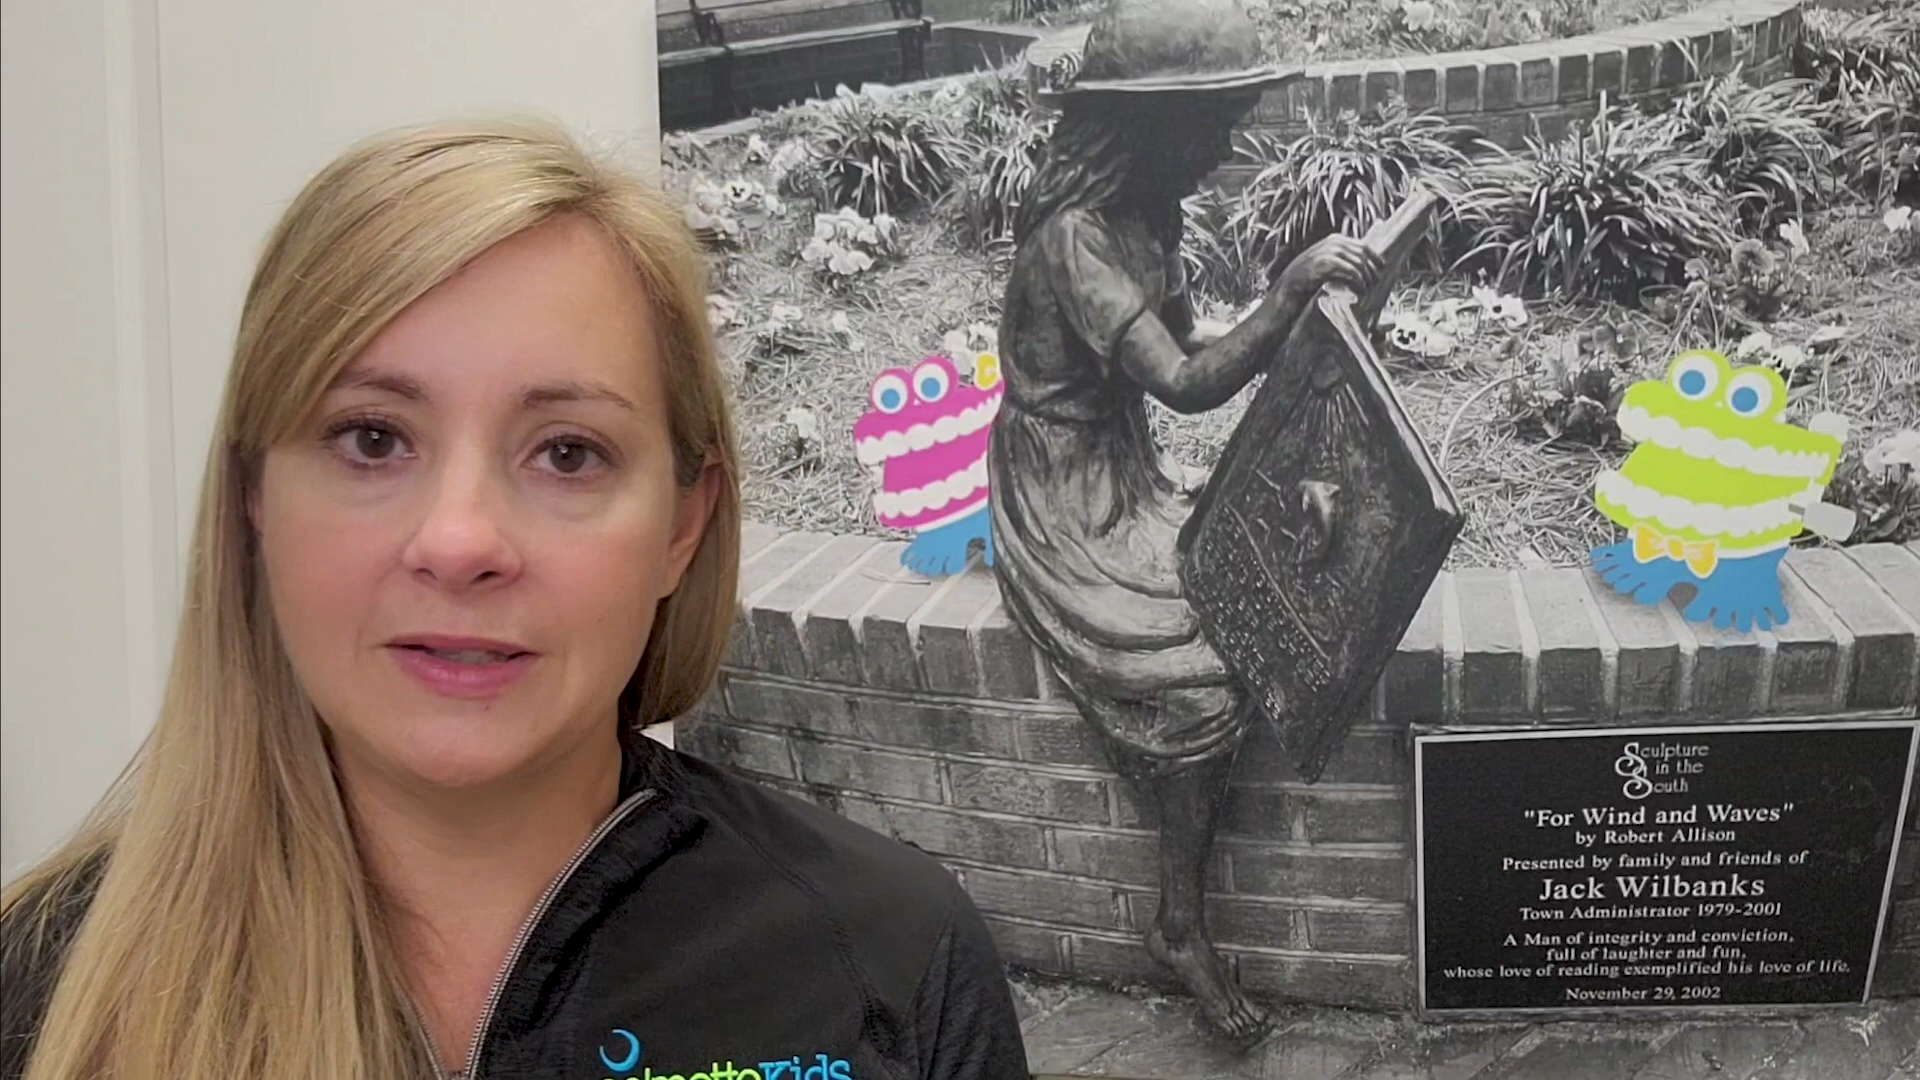 Sculpture
in the
South
"For Wind and Waves"
by Robert Allison
Presented by family and friends of
Jack Wilbanks
Town Administrator 1979-2001
A Man of integrity and conviction,
full of laughter and fun,
whose love of reading exemplified his love of life.
November 29, 2002
palmettoKids